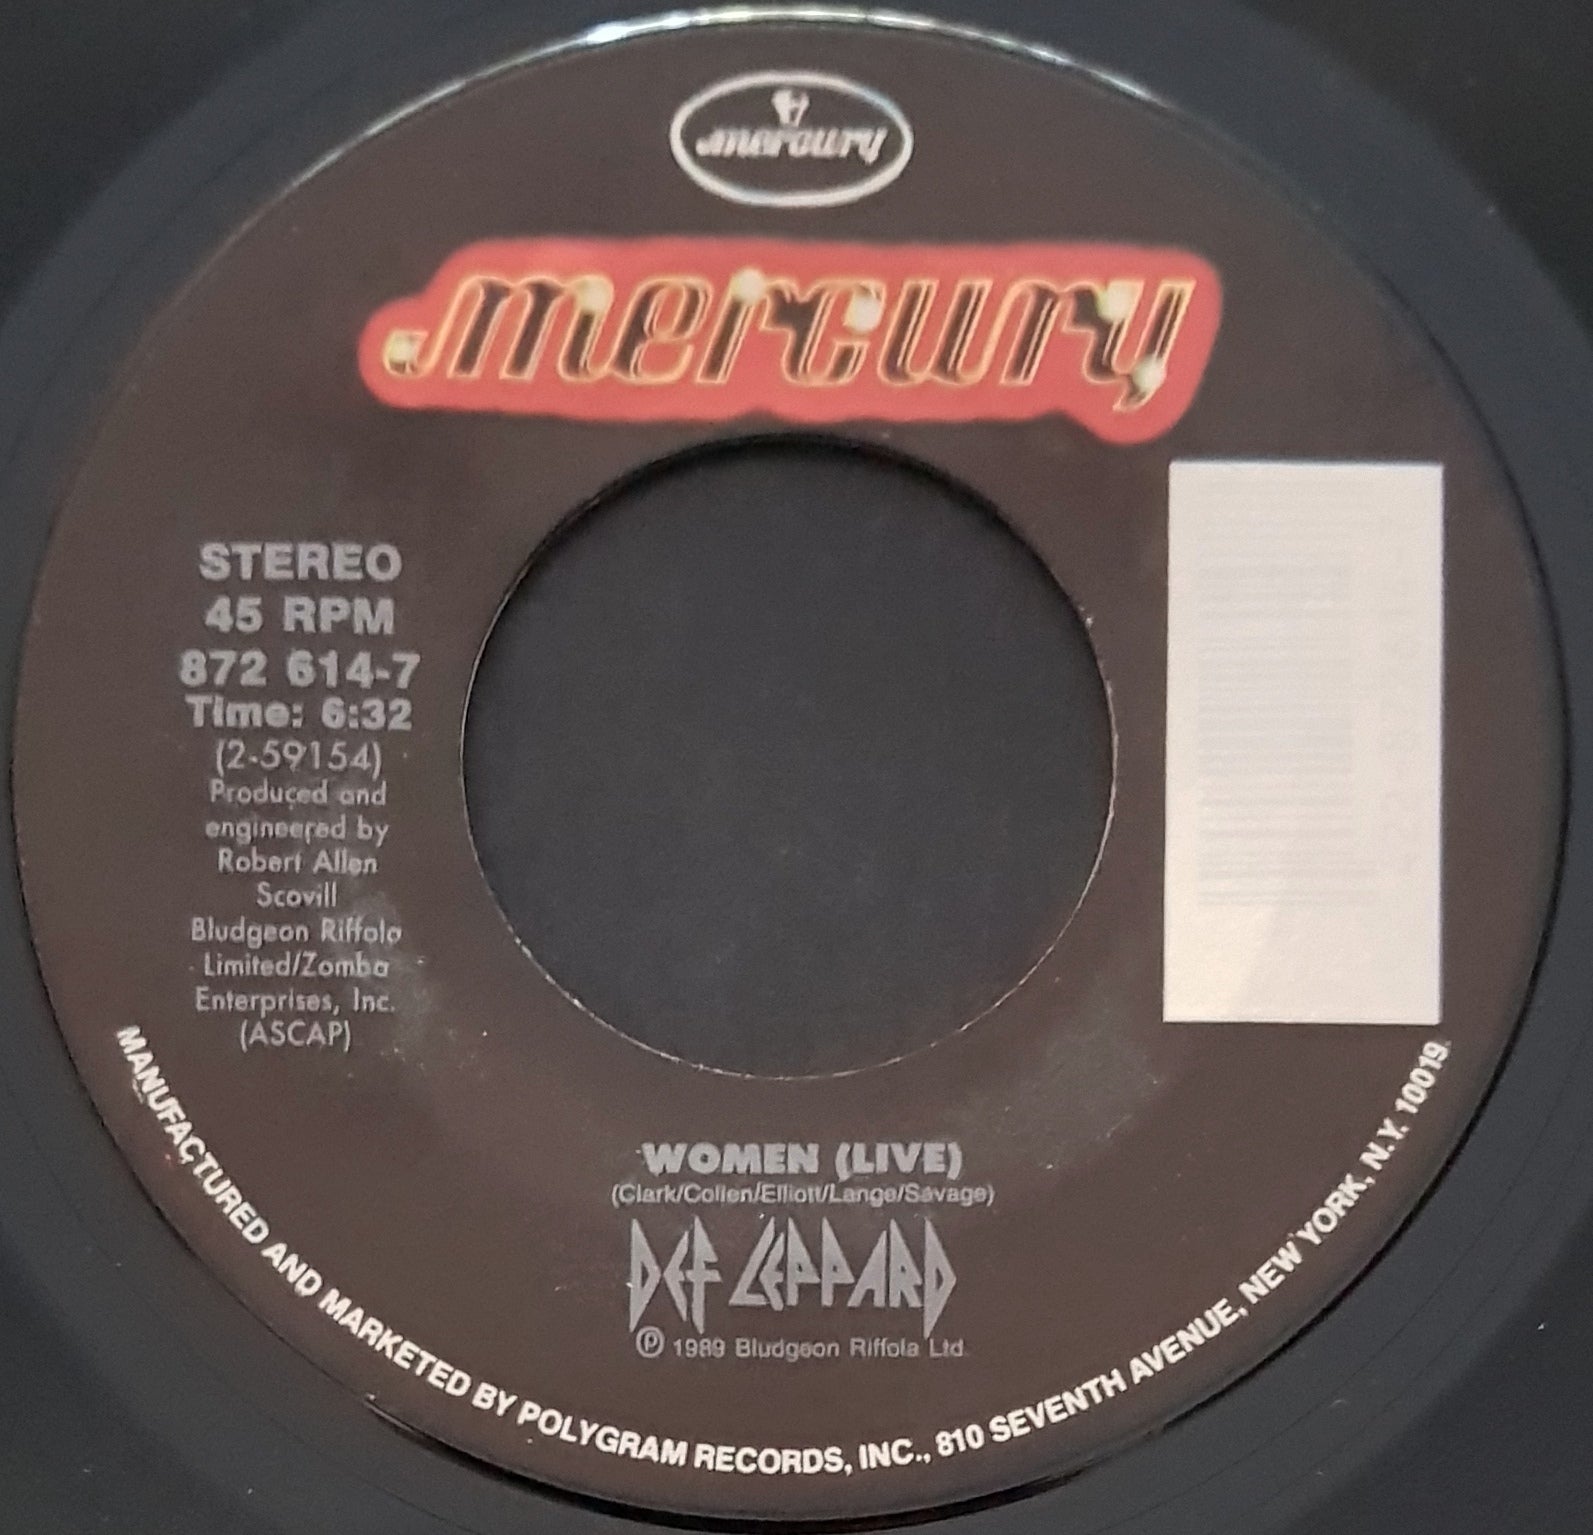 mercury
mercury
STEREO
45 RPM
872 614-7
Time: 6:32
(2-59154)
Produced and
engineered by
Robert Allen
Scovill
Bludgeon Riffola
Limited/Zomba
Enterprises, Inc.
(ASCAP)
WOMEN (LIVE)
(Clark/Collen/Elliott/Lange/Savage)
DEF LEPPARD
Ⓟ 1989 Bludgeon Riffola Ltd.
MANUFACTURED AND MARKETED BY POLYGRAM RECORDS, INC., 810 SEVENTH AVENUE, NEW YORK, N.Y. 10019